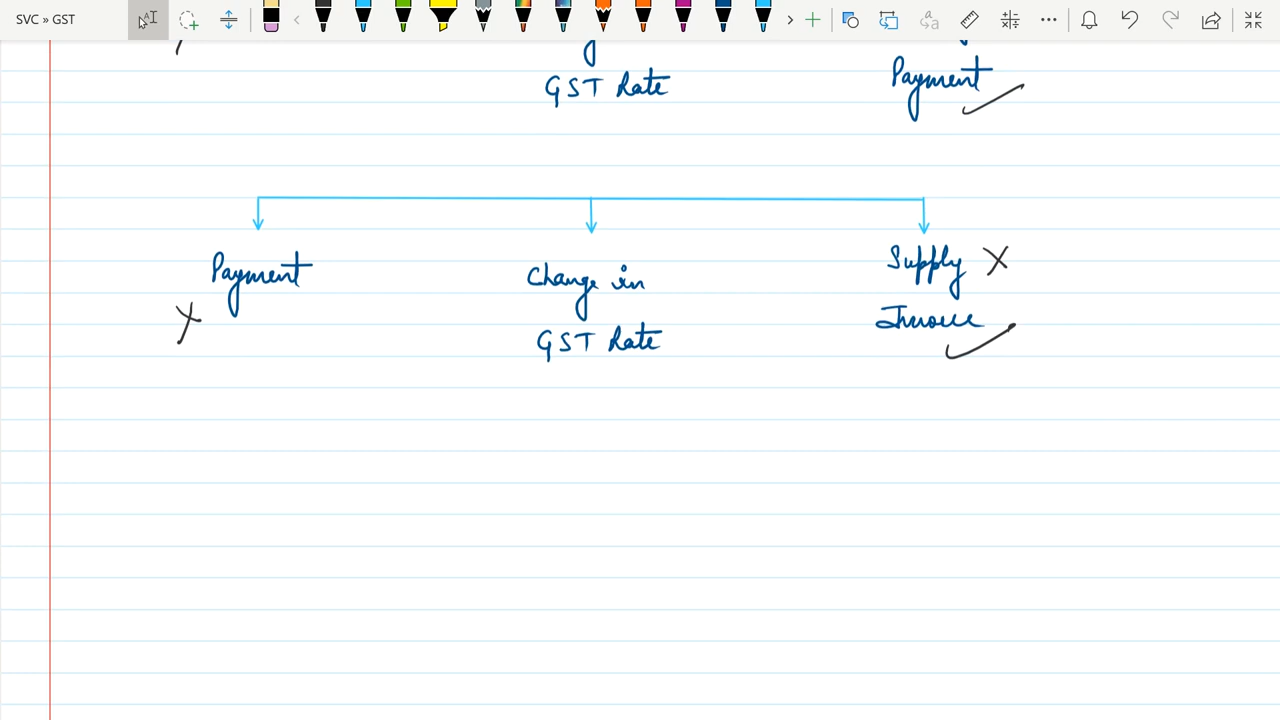 SVC » GST
GST Rate
Payment
Payment
Change in
GST Rate
Supply X
Invoice
X